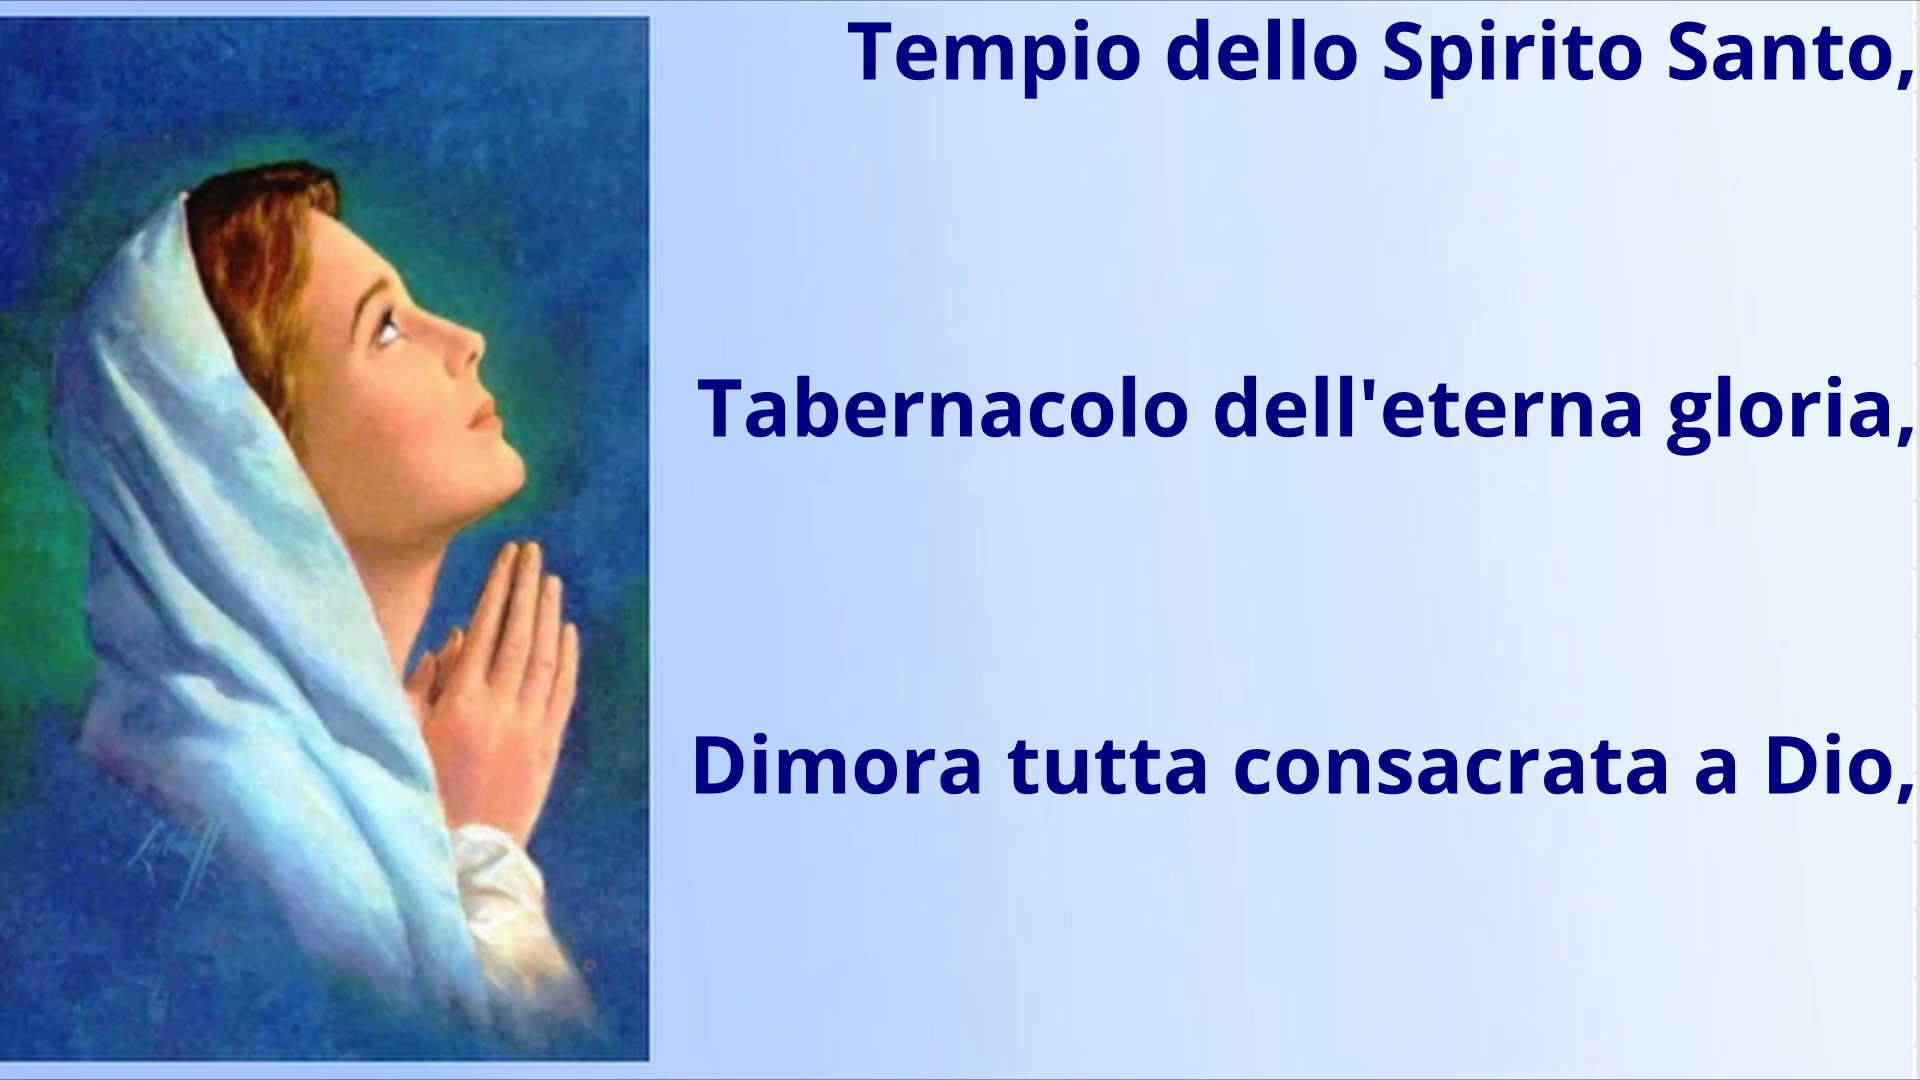 Tempio dello Spirito Santo,
Tabernacolo dell'eterna gloria,
Dimora tutta consacrata a Dio,